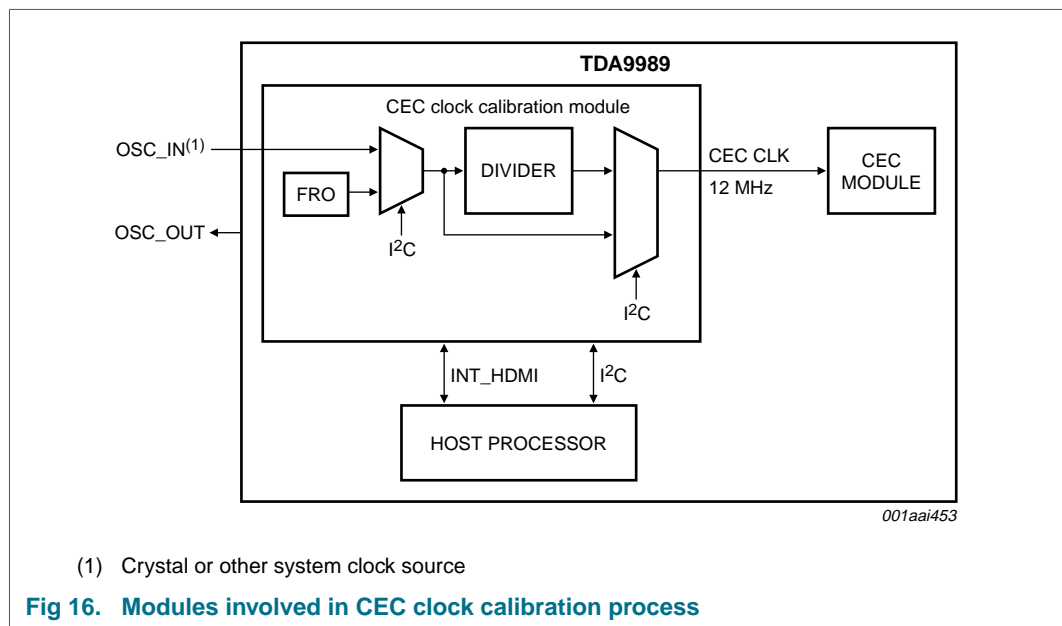 TDA9989
CEC clock calibration module
OSC_IN(1)
FRO
DIVIDER
CEC CLK
12 MHz
CEC
MODULE
OSC_OUT
I2C
I2C
INT_HDMI
I2C
HOST PROCESSOR
001aai453
(1) Crystal or other system clock source
Fig 16. Modules involved in CEC clock calibration process